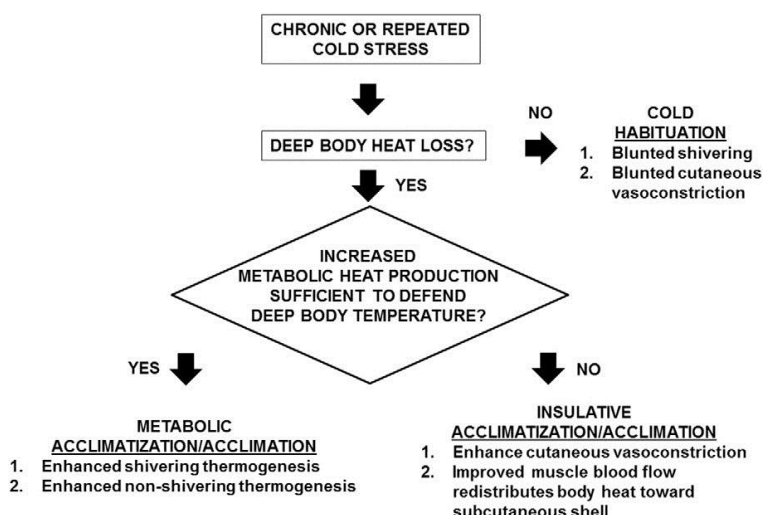 CHRONIC OR REPEATED
COLD STRESS
DEEP BODY HEAT LOSS?
NO
COLD
HABITUATION
1. Blunted shivering
2. Blunted cutaneous
vasoconstriction
YES
INCREASED
METABOLIC HEAT PRODUCTION
SUFFICIENT TO DEFEND
DEEP BODY TEMPERATURE?
YES
NO
METABOLIC
ACCLIMATIZATION/ACCLIMATION
1. Enhanced shivering thermogenesis
2. Enhanced non-shivering thermogenesis
INSULATIVE
ACCLIMATIZATION/ACCLIMATION
1. Enhance cutaneous vasoconstriction
2. Improved muscle blood flow
redistributes body heat toward
subcutaneous shell